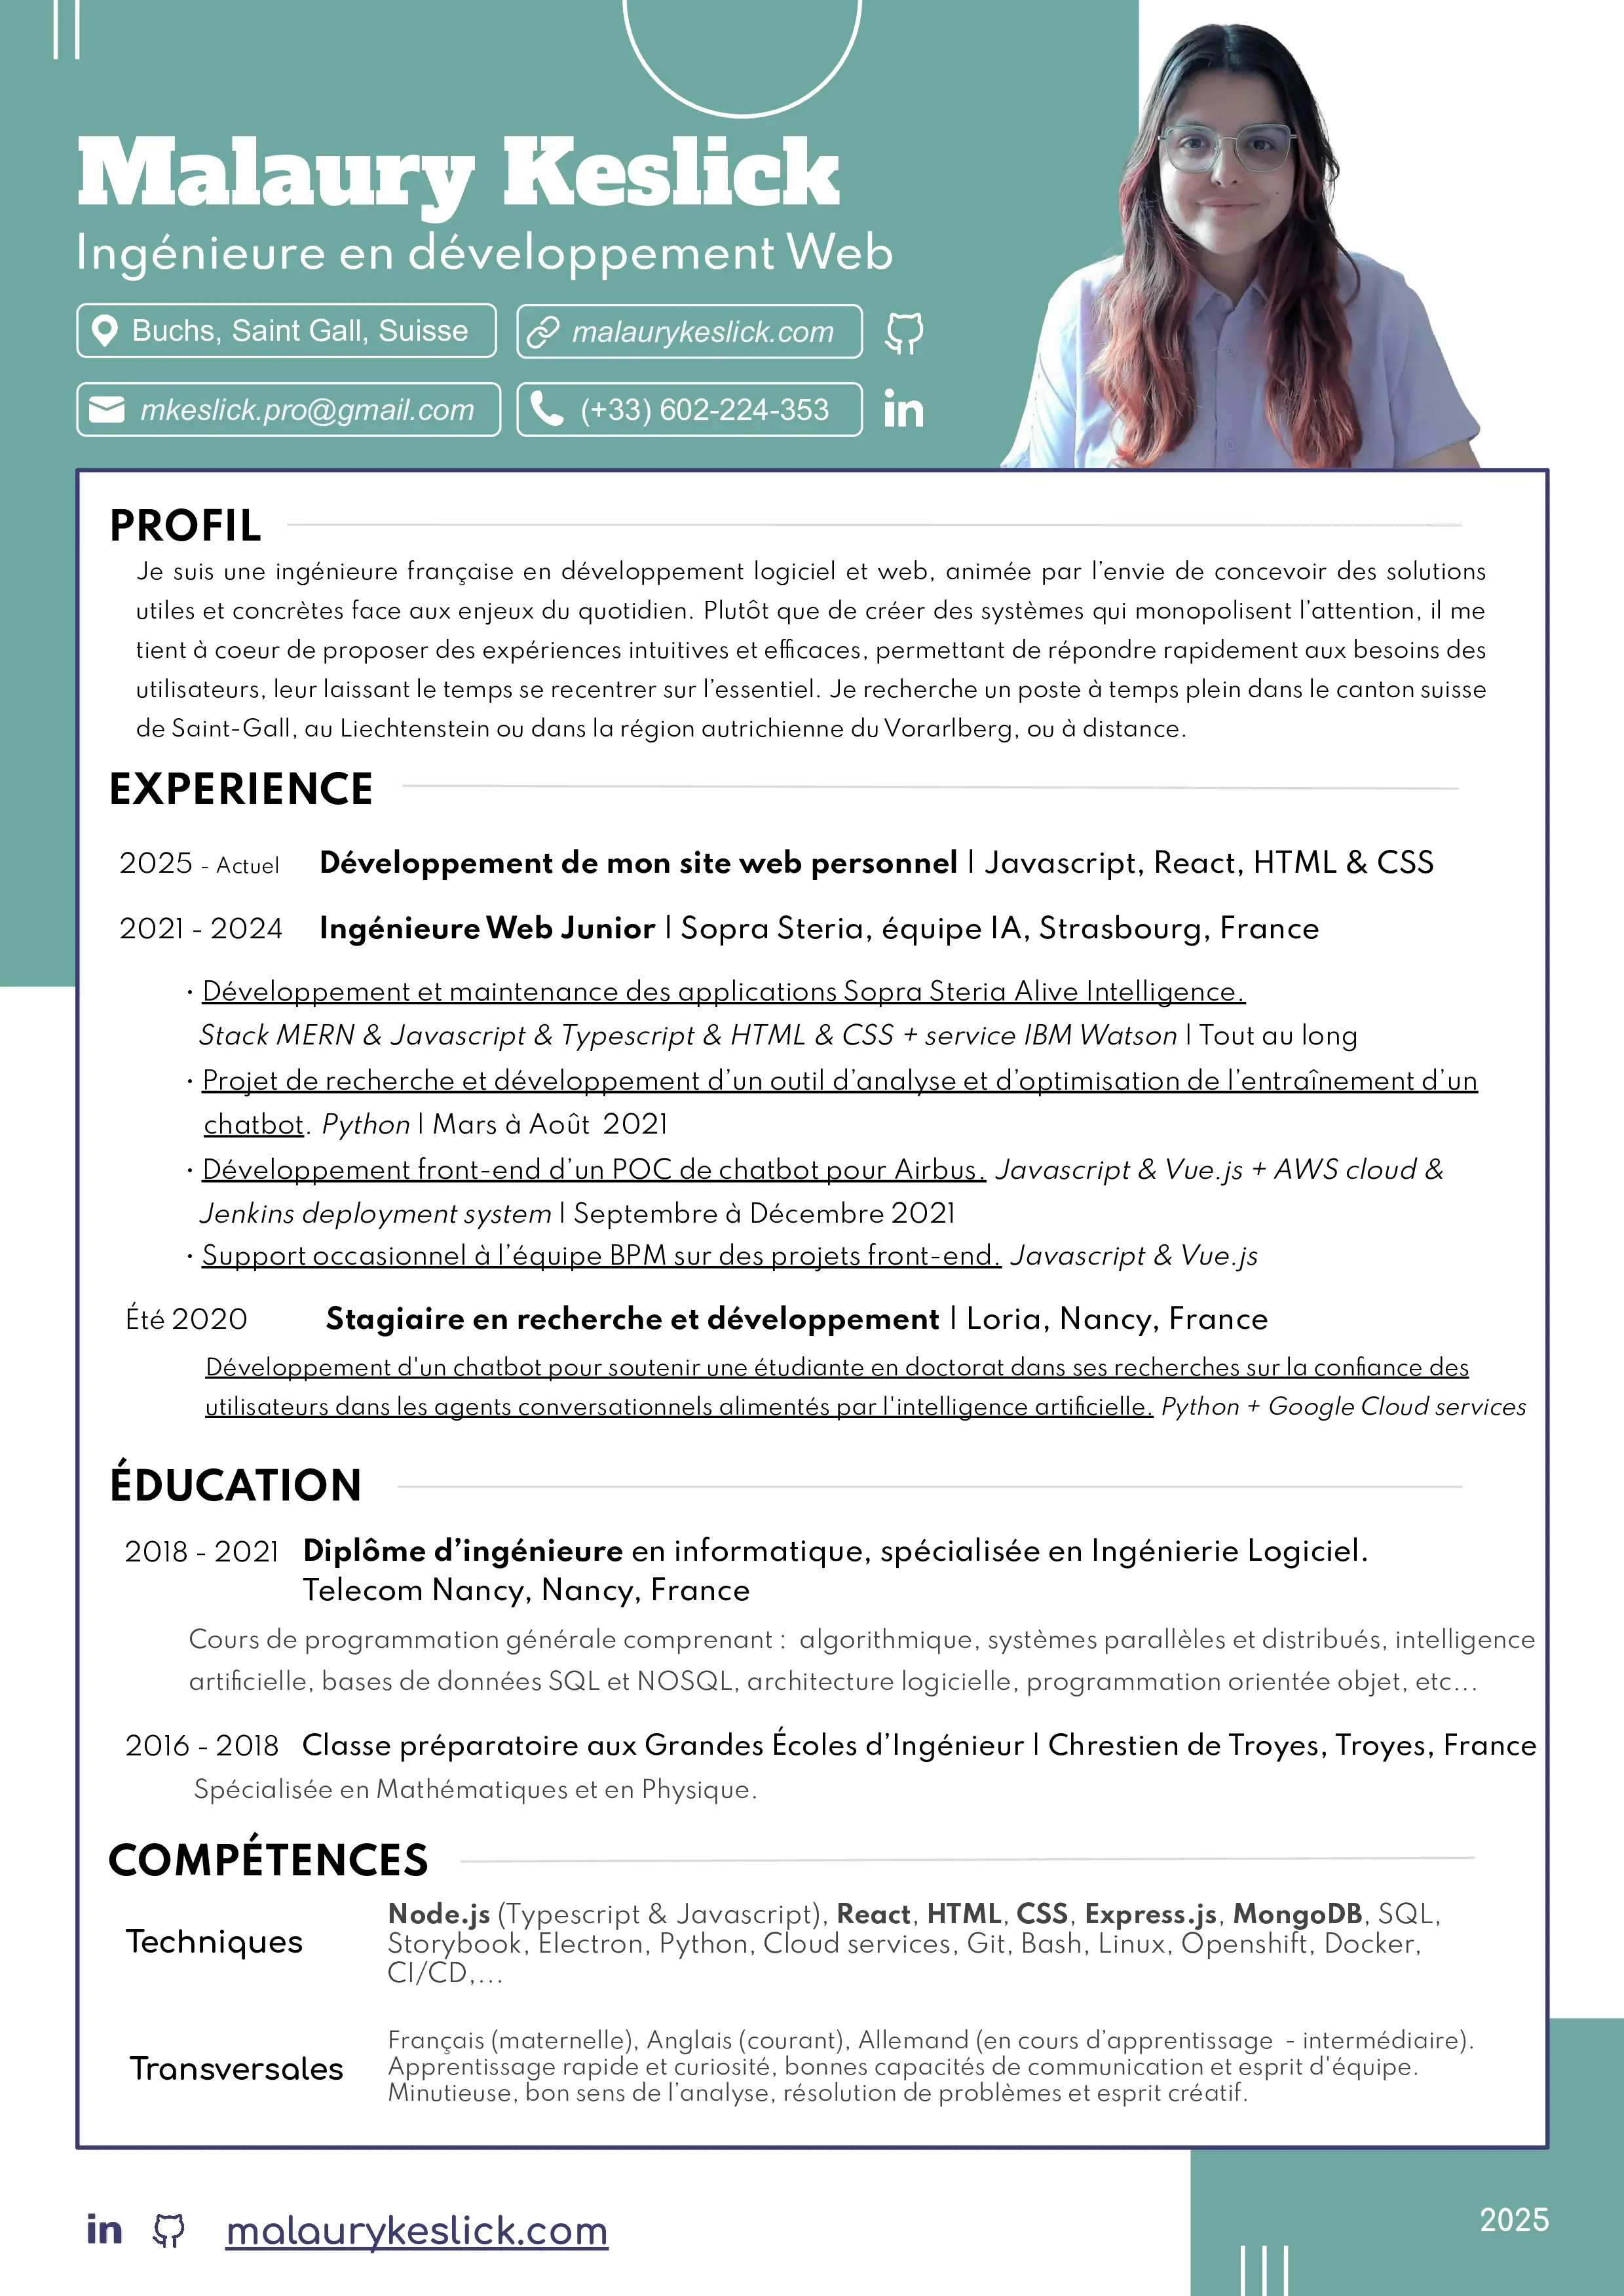 Malaury Keslick
Ingénieure en développement Web
Buchs, Saint Gall, Suisse
malaurykeslick.com
mkeslick.pro@gmail.com
(+33) 602-224-353
in
PROFIL
Je suis une ingénieure française en développement logiciel et web, animée par l’envie de concevoir des solutions
utiles et concrètes face aux enjeux du quotidien. Plutôt que de créer des systèmes qui monopolisent l’attention, il me
tient à coeur de proposer des expériences intuitives et efficaces, permettant de répondre rapidement aux besoins des
utilisateurs, leur laissant le temps se recentrer sur l’essentiel. Je recherche un poste à temps plein dans le canton suisse
de Saint-Gall, au Liechtenstein ou dans la région autrichienne du Vorarlberg, ou à distance.
EXPERIENCE
2025 - Actuel Développement de mon site web personnel | Javascript, React, HTML & CSS
2021 - 2024 Ingénieure Web Junior | Sopra Steria, équipe IA, Strasbourg, France
• Développement et maintenance des applications Sopra Steria Alive Intelligence.
Stack MERN & Javascript & Typescript & HTML & CSS + service IBM Watson | Tout au long
• Projet de recherche et développement d’un outil d’analyse et d’optimisation de l’entraînement d’un
chatbot. Python | Mars à Août 2021
• Développement front-end d’un POC de chatbot pour Airbus. Javascript & Vue.js + AWS cloud &
Jenkins deployment system | Septembre à Décembre 2021
• Support occasionnel à l’équipe BPM sur des projets front-end. Javascript & Vue.js
Été 2020 Stagiaire en recherche et développement | Loria, Nancy, France
Développement d'un chatbot pour soutenir une étudiante en doctorat dans ses recherches sur la confiance des
utilisateurs dans les agents conversationnels alimentés par l'intelligence artificielle. Python + Google Cloud services
ÉDUCATION
2018 - 2021 Diplôme d’ingénieure en informatique, spécialisée en Ingénierie Logiciel.
Telecom Nancy, Nancy, France
Cours de programmation générale comprenant : algorithmique, systèmes parallèles et distribués, intelligence
artificielle, bases de données SQL et NOSQL, architecture logicielle, programmation orientée objet, etc...
2016 - 2018 Classe préparatoire aux Grandes Écoles d’Ingénieur | Chrestien de Troyes, Troyes, France
Spécialisée en Mathématiques et en Physique.
COMPÉTENCES
Techniques
Node.js (Typescript & Javascript), React, HTML, CSS, Express.js, MongoDB, SQL,
Storybook, Electron, Python, Cloud services, Git, Bash, Linux, Openshift, Docker,
CI/CD,...
Transversales
Français (maternelle), Anglais (courant), Allemand (en cours d’apprentissage - intermédiaire).
Apprentissage rapide et curiosité, bonnes capacités de communication et esprit d'équipe.
Minutieuse, bon sens de l’analyse, résolution de problèmes et esprit créatif.
in
malaurykeslick.com
2025